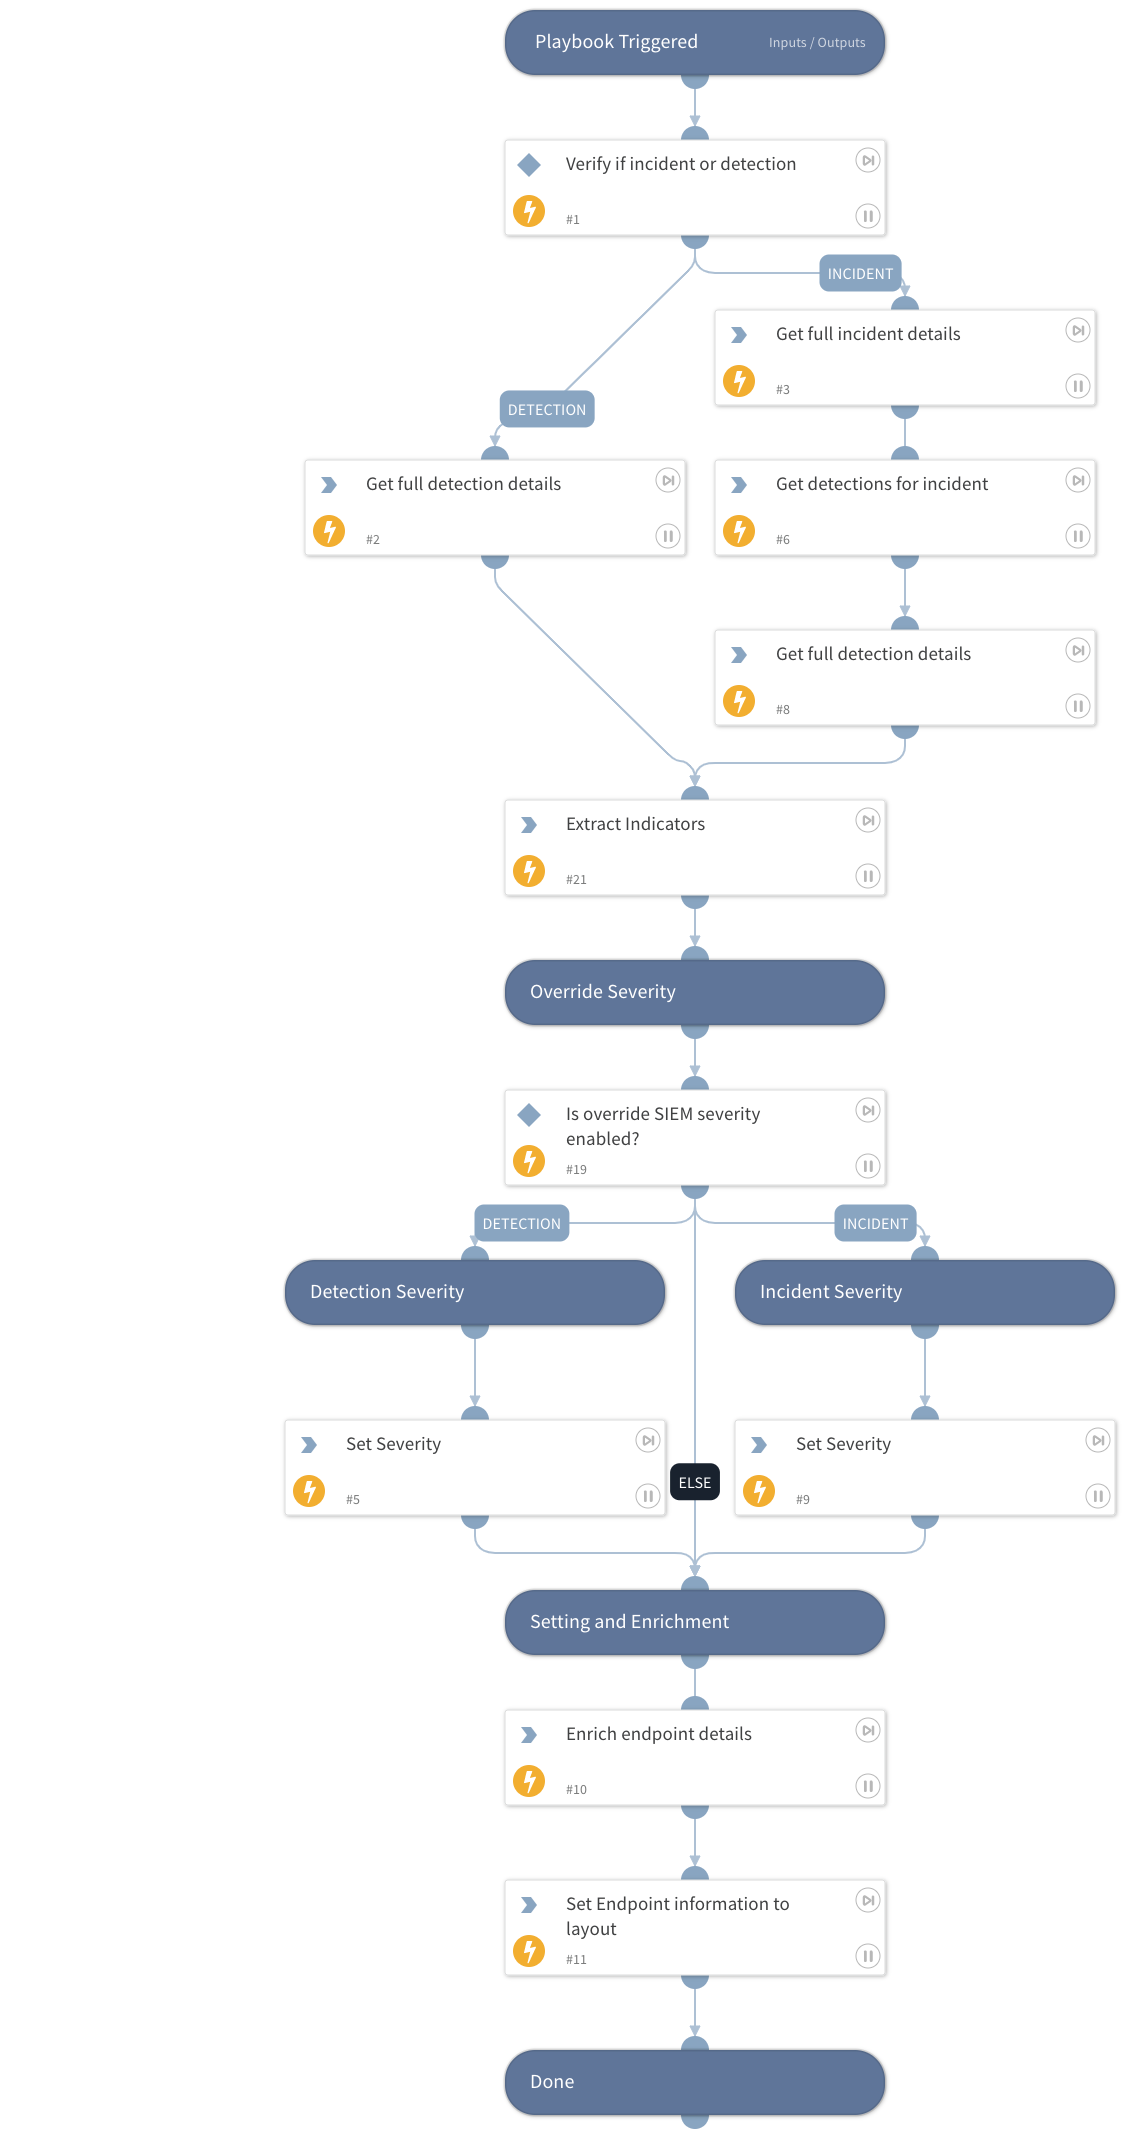 Playbook Triggered
Inputs / Outputs
Verify if incident or detection
#1
INCIDENT
Get full incident details
#3
DETECTION
Get full detection details
#2
Get detections for incident
#6
Get full detection details
#8
Extract Indicators
#21
Override Severity
Is override SIEM severity
enabled?
#19
DETECTION
INCIDENT
Detection Severity
Incident Severity
Set Severity
#5
ELSE
Set Severity
#9
Setting and Enrichment
Enrich endpoint details
#10
Set Endpoint information to
layout
#11
Done